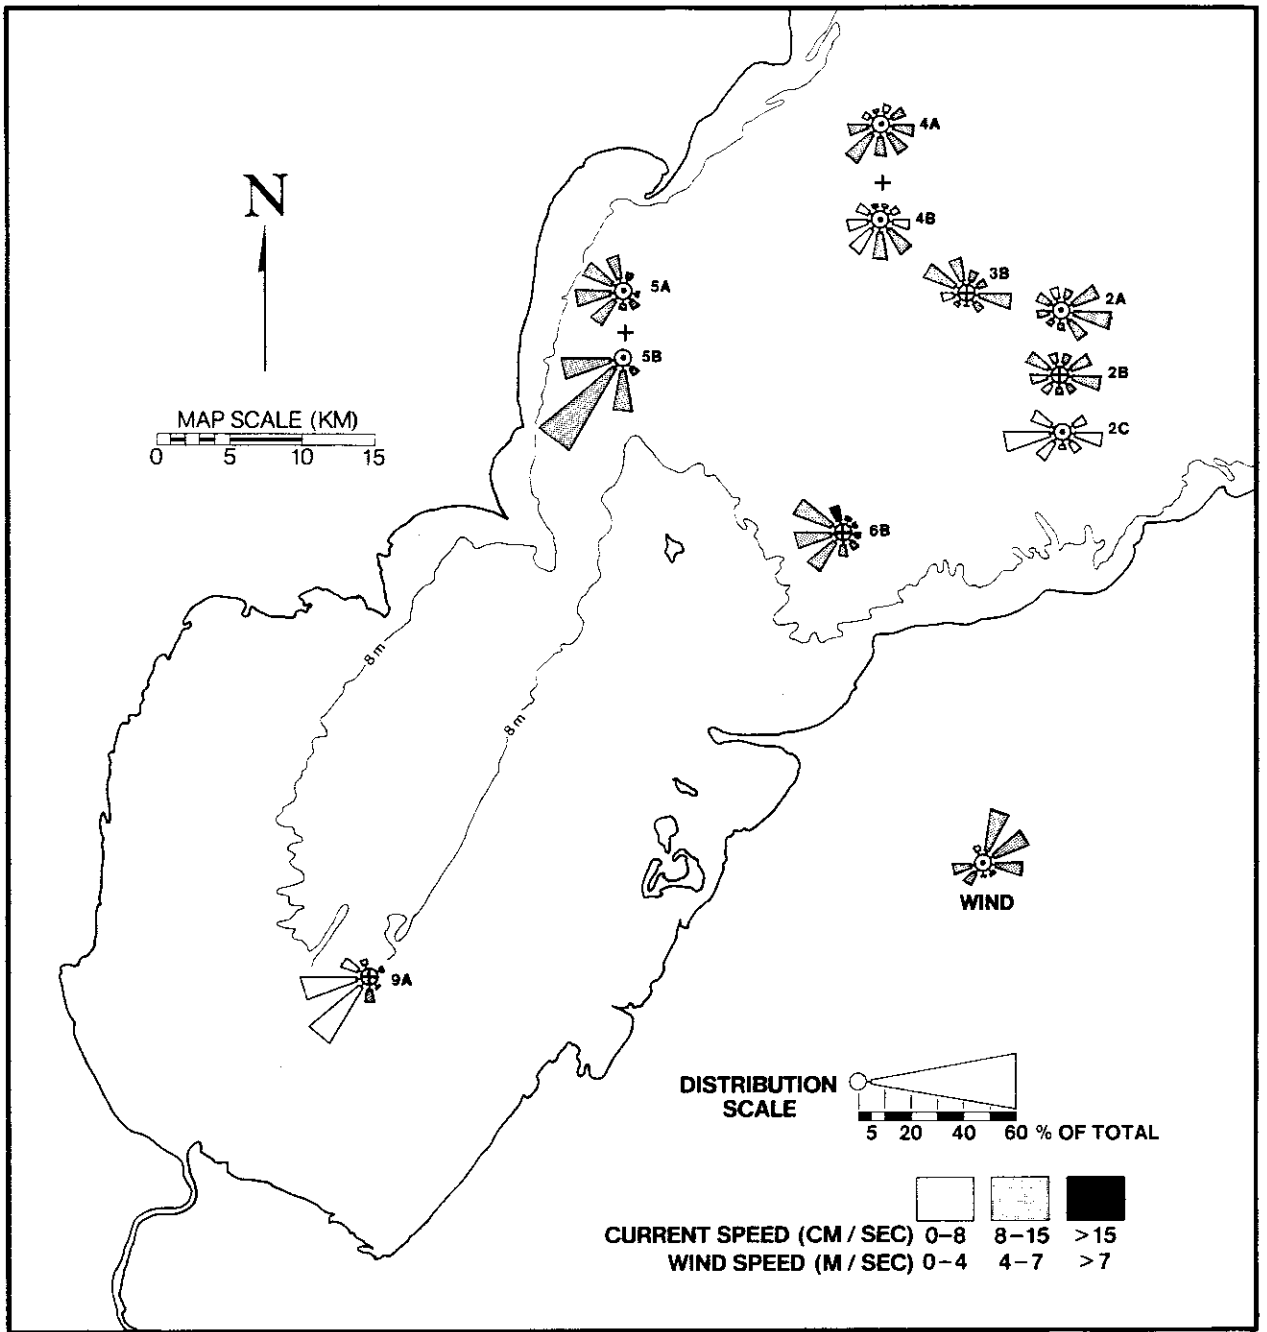 4A
N
4B
3B
5A
2A
5B
2B
MAP SCALE (KM)
2C
0 5 10 15
6B
8 m
8 m
WIND
9A
DISTRIBUTION
SCALE
5 20 40 60 % OF TOTAL
CURRENT SPEED (CM / SEC) 0-8 8-15 >15
WIND SPEED (M / SEC) 0-4 4-7 >7